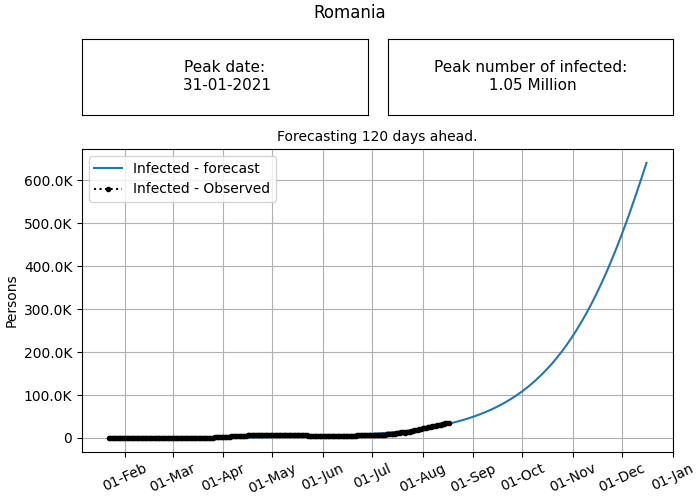 Romania
Peak date:
31-01-2021
Peak number of infected:
1.05 Million
Forecasting 120 days ahead.
Infected - forecast
Infected - Observed
600.0K
500.0K
400.0K
300.0K
200.0K
100.0K
0
Persons
01-Feb
01-Mar
01-Apr
01-May
01-Jun
01-Jul
01-Aug
01-Sep
01-Oct
01-Nov
01-Dec
01-Jan